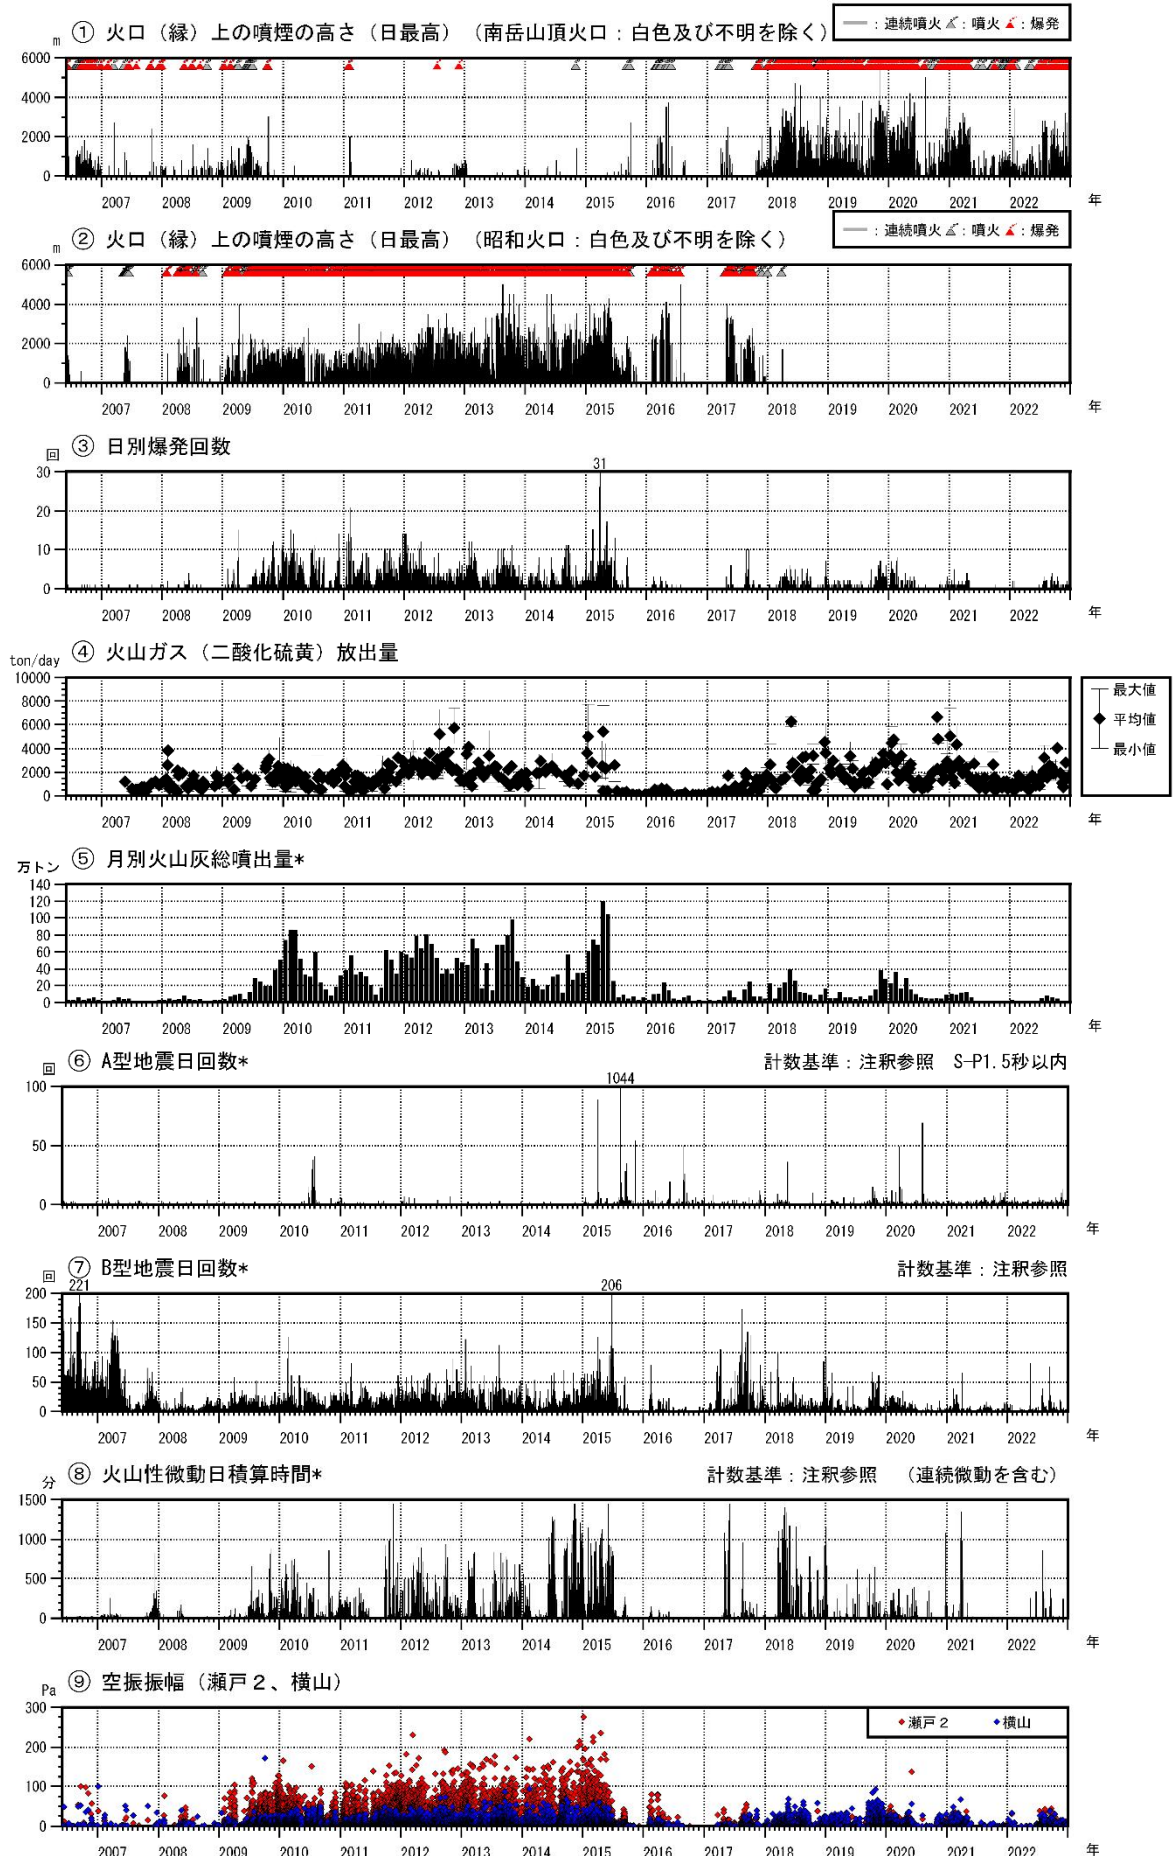 ① 火口（縁）上の噴煙の高さ（日最高）（南岳山頂火口：白色及び不明を除く）
：連続噴火 ：噴火 ：爆発
m
6000
4000
2000
0
2007 2008 2009 2010 2011 2012 2013 2014 2015 2016 2017 2018 2019 2020 2021 2022 年
② 火口（縁）上の噴煙の高さ（日最高）（昭和火口：白色及び不明を除く）
：連続噴火 ：噴火 ：爆発
m
6000
4000
2000
0
2007 2008 2009 2010 2011 2012 2013 2014 2015 2016 2017 2018 2019 2020 2021 2022 年
③ 日別爆発回数
回
31
30
20
10
0
2007 2008 2009 2010 2011 2012 2013 2014 2015 2016 2017 2018 2019 2020 2021 2022 年
④ 火山ガス（二酸化硫黄）放出量
ton/day
10000
8000
6000
4000
2000
0
最大値
平均値
最小値
2007 2008 2009 2010 2011 2012 2013 2014 2015 2016 2017 2018 2019 2020 2021 2022 年
⑤ 月別火山灰総噴出量*
万トン
140
120
100
80
60
40
20
0
2007 2008 2009 2010 2011 2012 2013 2014 2015 2016 2017 2018 2019 2020 2021 2022 年
⑥ A型地震日回数* 計数基準：注釈参照 S-P1.5秒以内
回
1044
100
50
0
2007 2008 2009 2010 2011 2012 2013 2014 2015 2016 2017 2018 2019 2020 2021 2022 年
⑦ B型地震日回数* 計数基準：注釈参照
回
221 206
200
150
100
50
0
2007 2008 2009 2010 2011 2012 2013 2014 2015 2016 2017 2018 2019 2020 2021 2022 年
⑧ 火山性微動日積算時間* 計数基準：注釈参照 （連続微動を含む）
分
1500
1000
500
0
2007 2008 2009 2010 2011 2012 2013 2014 2015 2016 2017 2018 2019 2020 2021 2022 年
⑨ 空振振幅（瀬戸２、横山）
Pa
瀬戸２ 横山
300
200
100
0
2007 2008 2009 2010 2011 2012 2013 2014 2015 2016 2017 2018 2019 2020 2021 2022 年